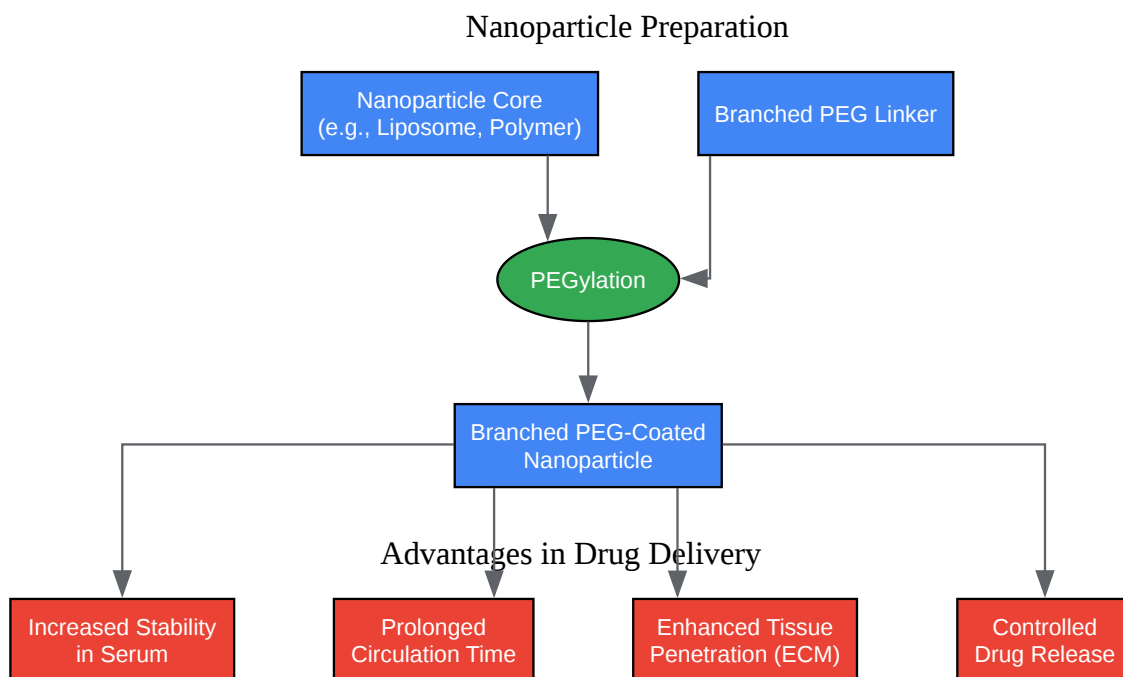 Nanoparticle Preparation
Nanoparticle Core
(e.g., Liposome, Polymer)
Branched PEG Linker
PEGylation
Branched PEG-Coated
Nanoparticle
Advantages in Drug Delivery
Increased Stability
in Serum
Prolonged
Circulation Time
Enhanced Tissue
Penetration (ECM)
Controlled
Drug Release